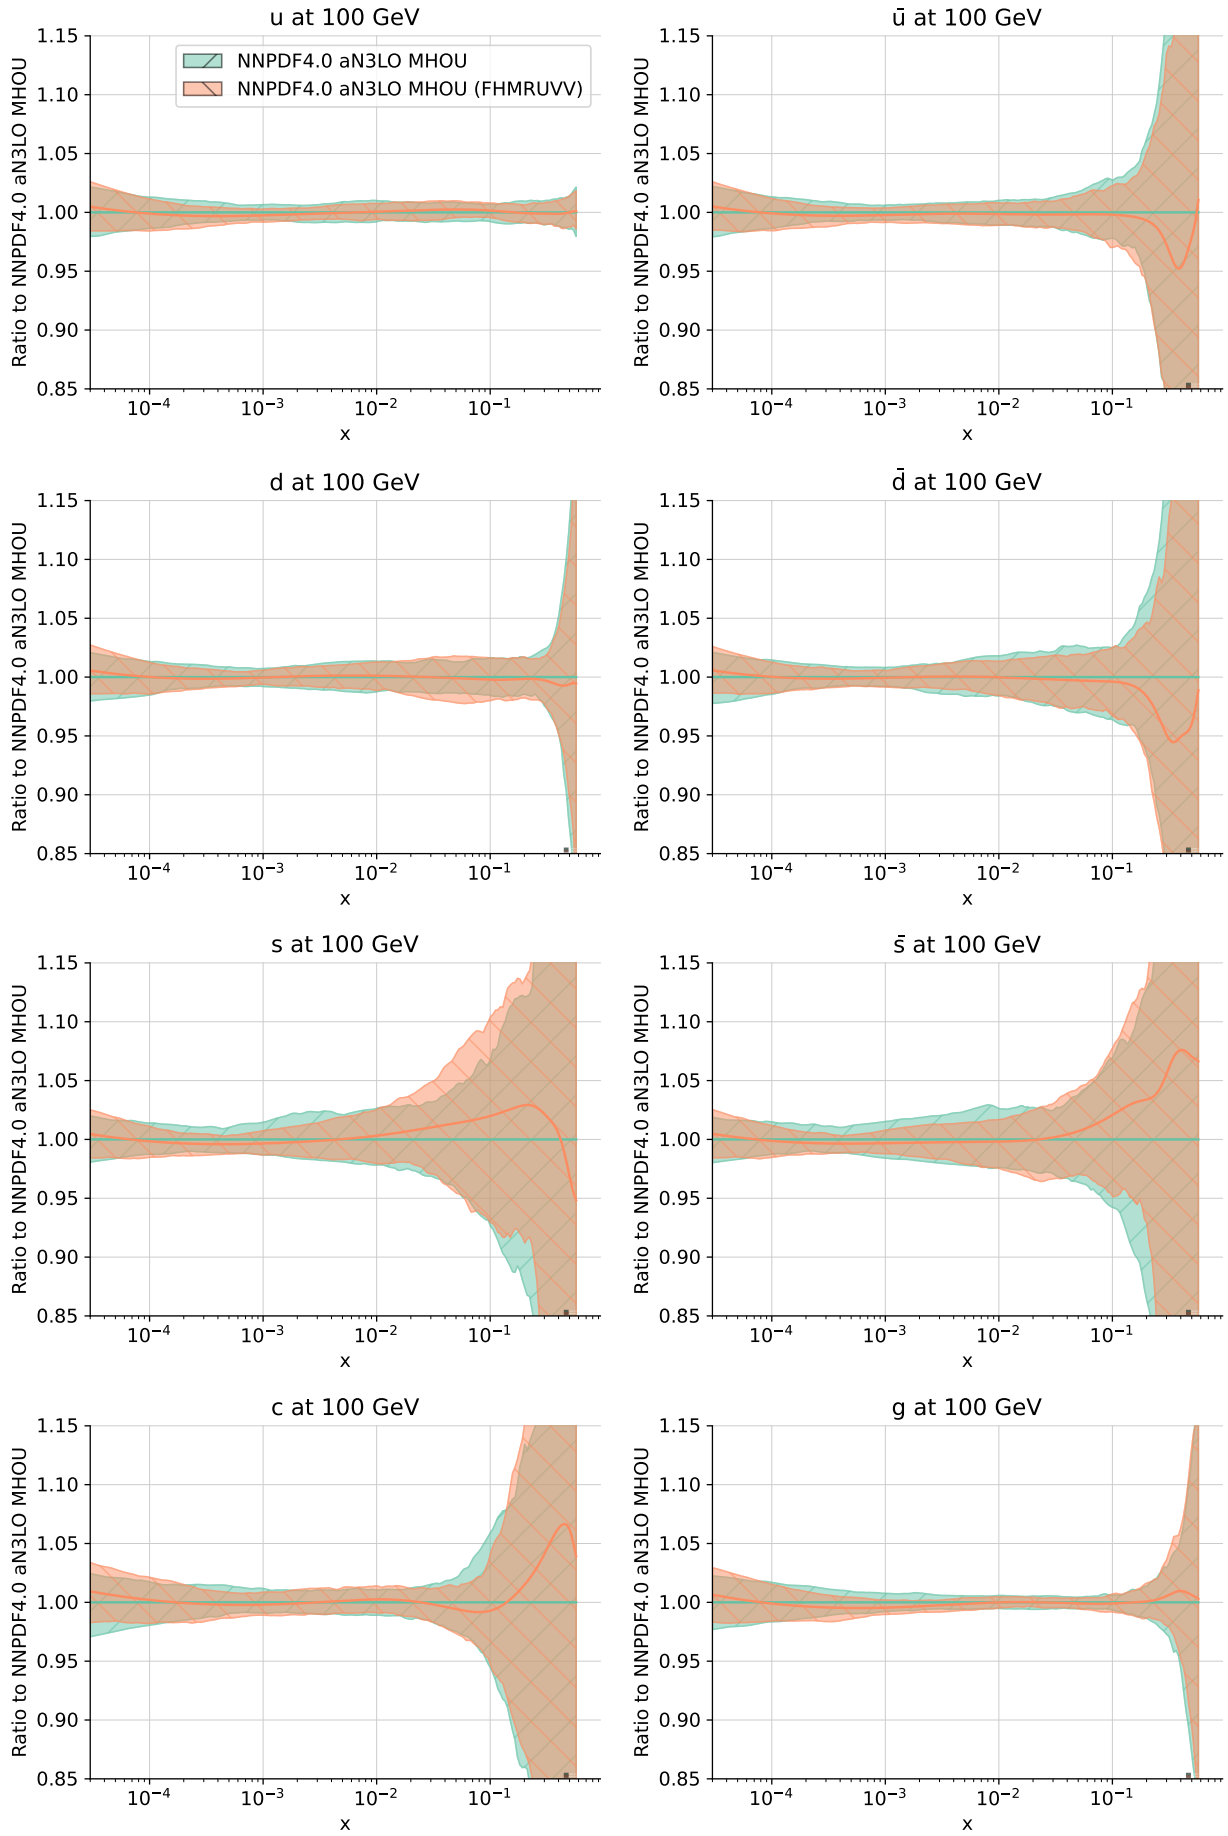 u at 100 GeV
Ratio to NNPDF4.0 aN3LO MHOU
1.15
1.10
1.05
1.00
0.95
0.90
0.85
NNPDF4.0 aN3LO MHOU
NNPDF4.0 aN3LO MHOU (FHMRUVV)
10⁻⁴ 10⁻³ 10⁻² 10⁻¹
x
ū at 100 GeV
Ratio to NNPDF4.0 aN3LO MHOU
1.15
1.10
1.05
1.00
0.95
0.90
0.85
10⁻⁴ 10⁻³ 10⁻² 10⁻¹
x
d at 100 GeV
Ratio to NNPDF4.0 aN3LO MHOU
1.15
1.10
1.05
1.00
0.95
0.90
0.85
10⁻⁴ 10⁻³ 10⁻² 10⁻¹
x
d̄ at 100 GeV
Ratio to NNPDF4.0 aN3LO MHOU
1.15
1.10
1.05
1.00
0.95
0.90
0.85
10⁻⁴ 10⁻³ 10⁻² 10⁻¹
x
s at 100 GeV
Ratio to NNPDF4.0 aN3LO MHOU
1.15
1.10
1.05
1.00
0.95
0.90
0.85
10⁻⁴ 10⁻³ 10⁻² 10⁻¹
x
s̄ at 100 GeV
Ratio to NNPDF4.0 aN3LO MHOU
1.15
1.10
1.05
1.00
0.95
0.90
0.85
10⁻⁴ 10⁻³ 10⁻² 10⁻¹
x
c at 100 GeV
Ratio to NNPDF4.0 aN3LO MHOU
1.15
1.10
1.05
1.00
0.95
0.90
0.85
10⁻⁴ 10⁻³ 10⁻² 10⁻¹
x
g at 100 GeV
Ratio to NNPDF4.0 aN3LO MHOU
1.15
1.10
1.05
1.00
0.95
0.90
0.85
10⁻⁴ 10⁻³ 10⁻² 10⁻¹
x